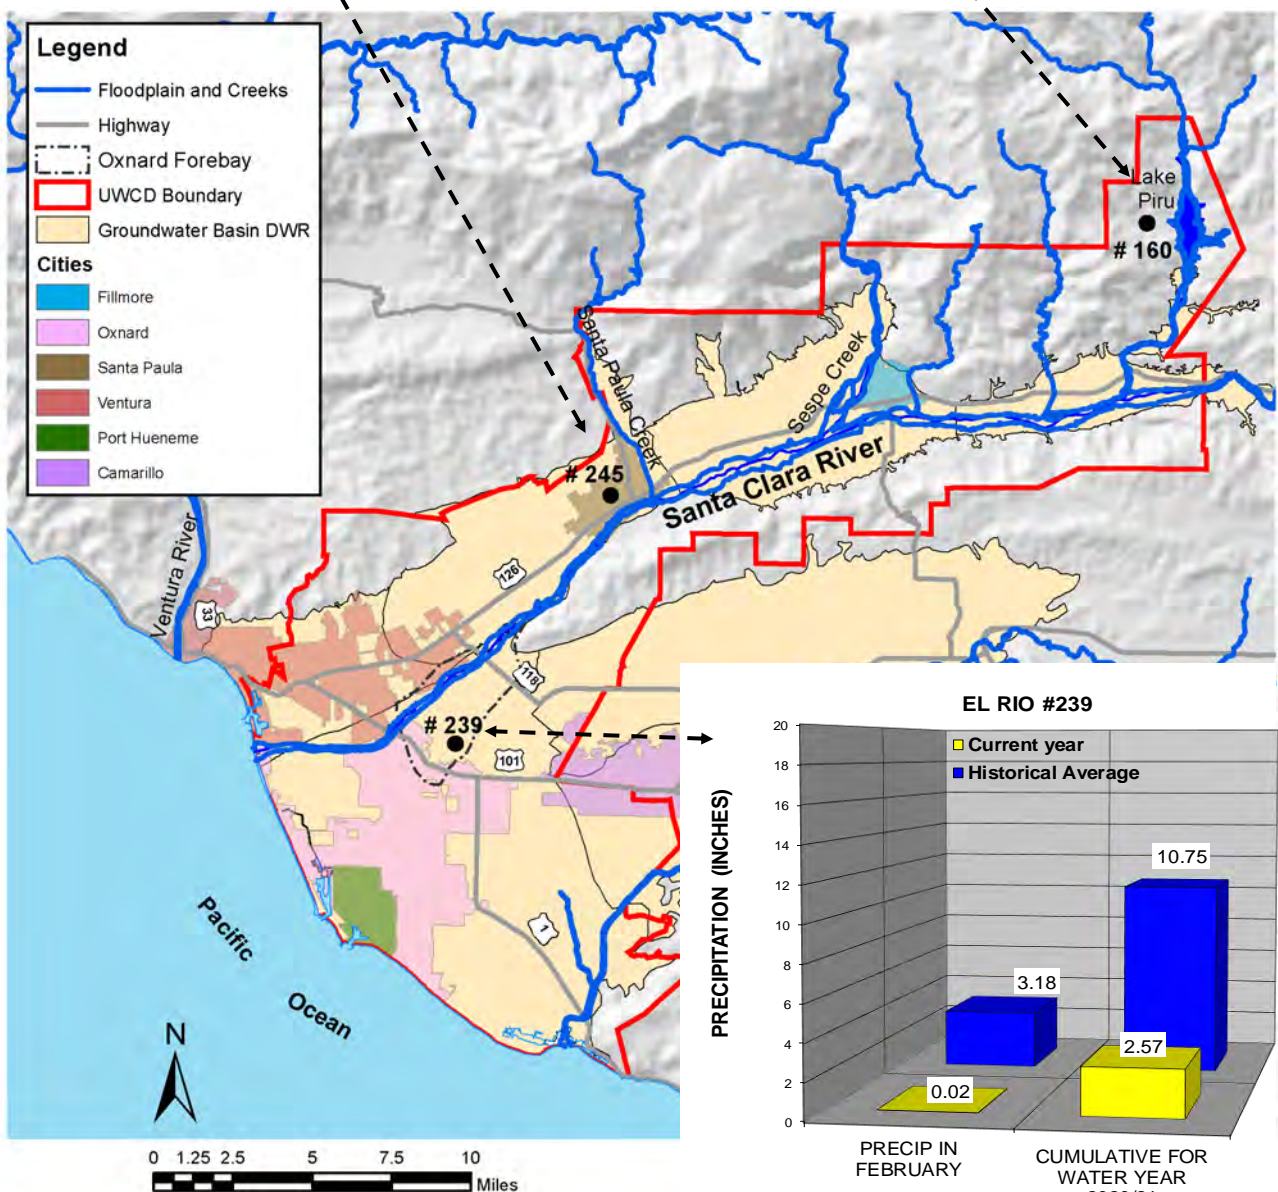 Legend
Floodplain and Creeks
Highway
Oxnard Forebay
UWCD Boundary
Groundwater Basin DWR
Cities
Fillmore
Oxnard
Santa Paula
Ventura
Port Hueneme
Camarillo
Lake
Piru
# 160
Santa Paula Creek
Sespe Creek
# 245
Santa Clara River
Ventura River
126
33
118
# 239
101
1
Pacific
Ocean
N
0 1.25 2.5 5 7.5 10
Miles
EL RIO #239
Current year
Historical Average
PRECIPITATION (INCHES)
20
18
16
14
12
10
8
6
4
2
0
10.75
3.18
2.57
0.02
PRECIP IN
FEBRUARY
CUMULATIVE FOR
WATER YEAR